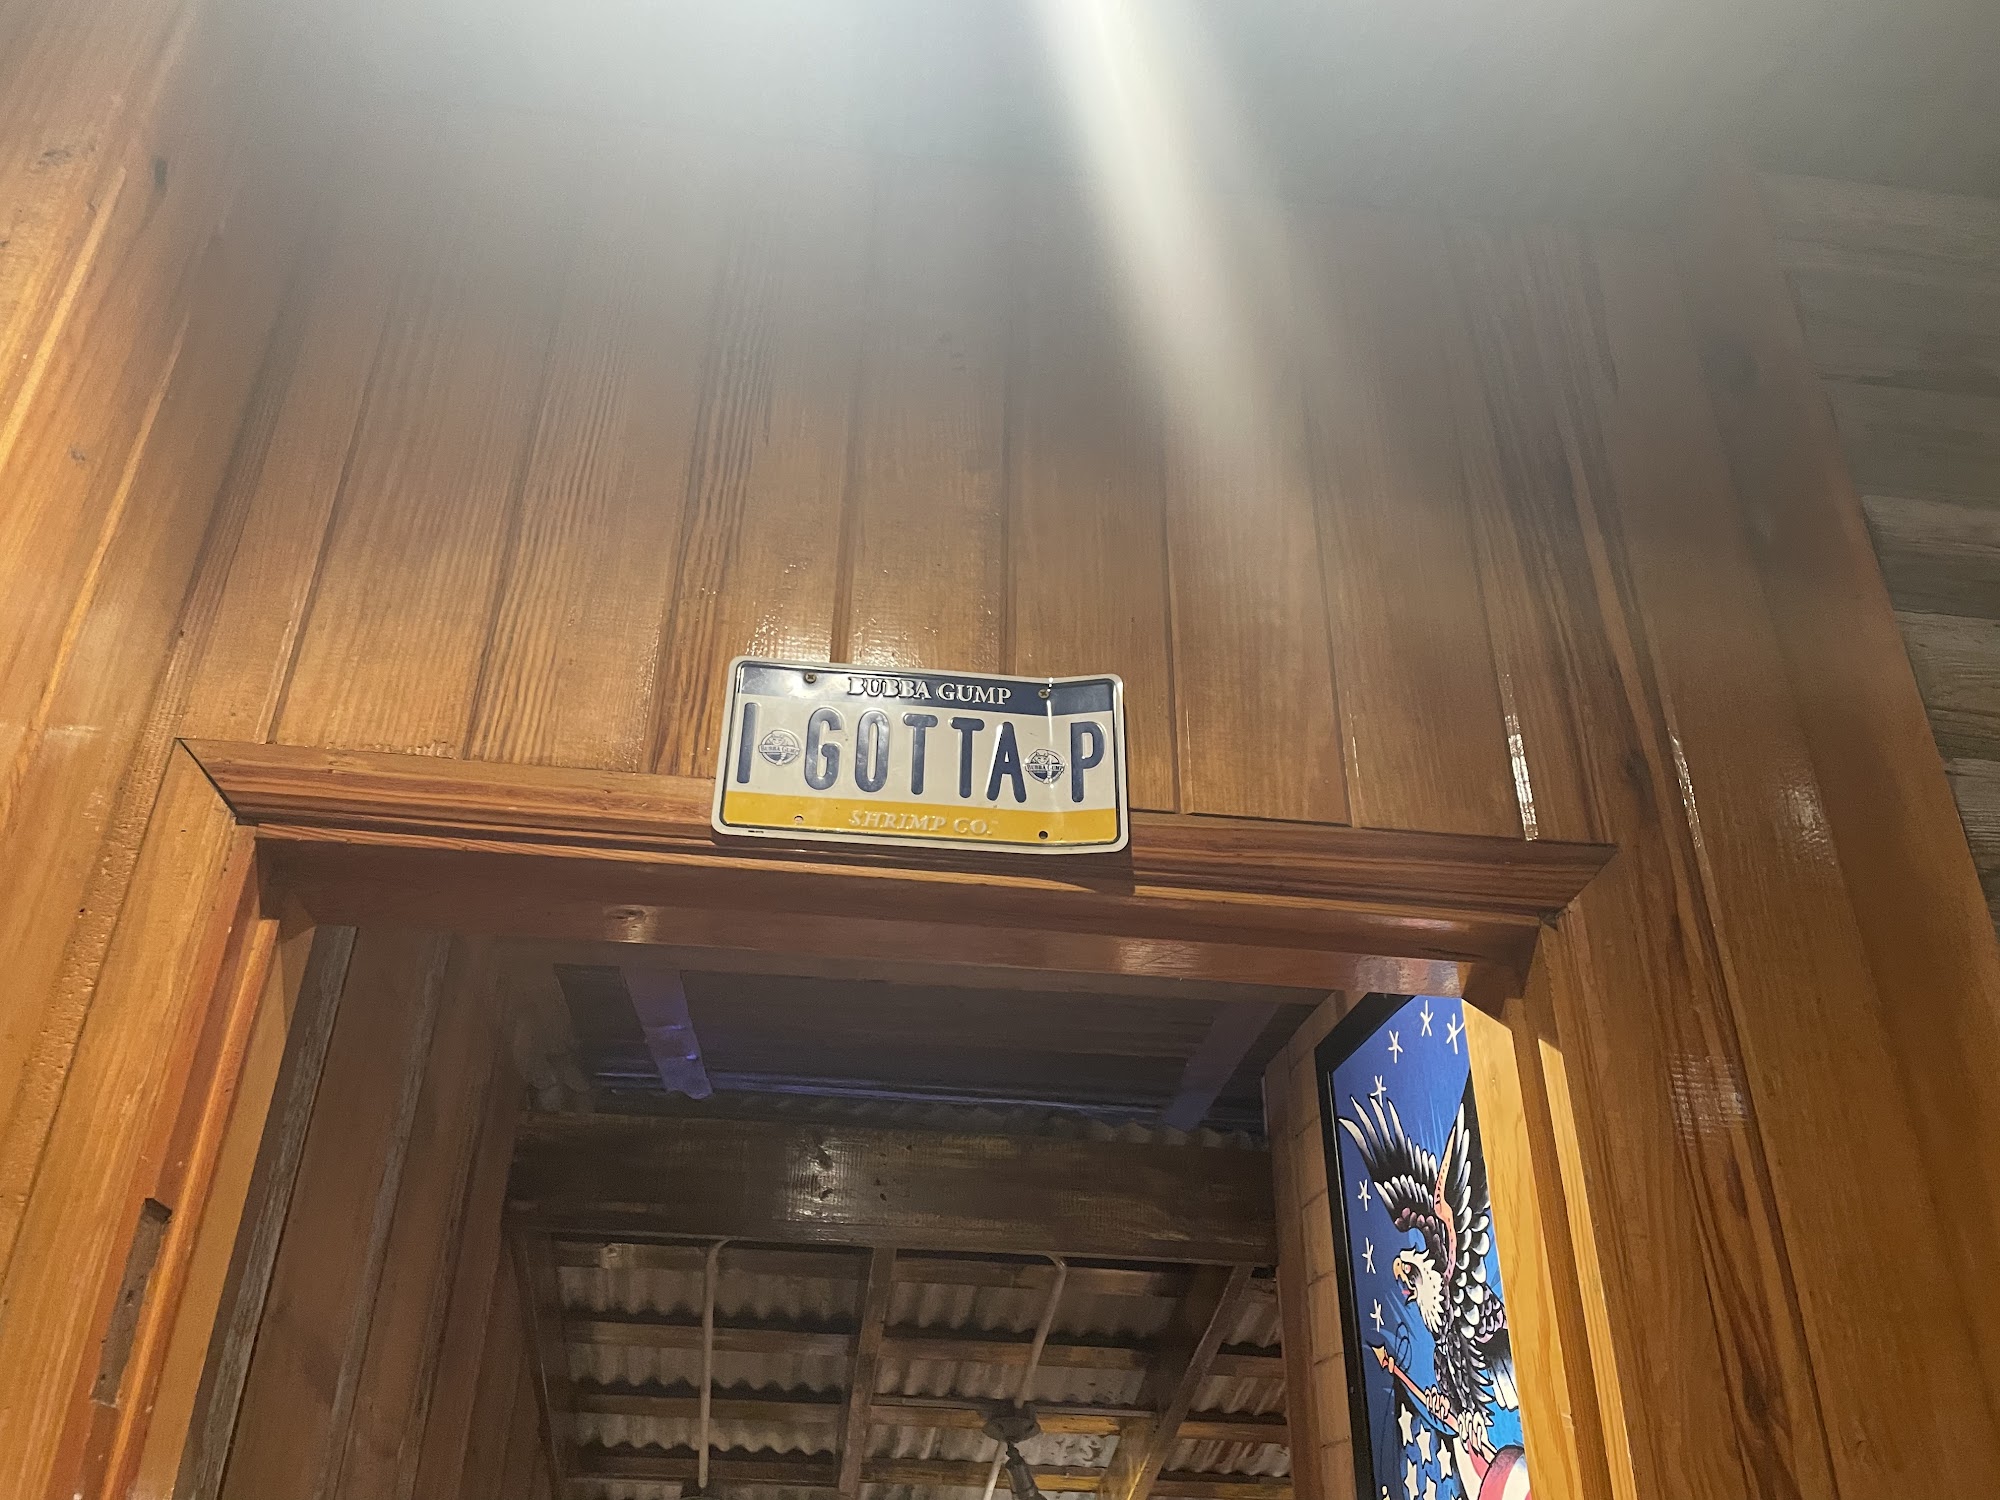 BUBBA GUMP
I GOTTA P
SHRIMP CO.